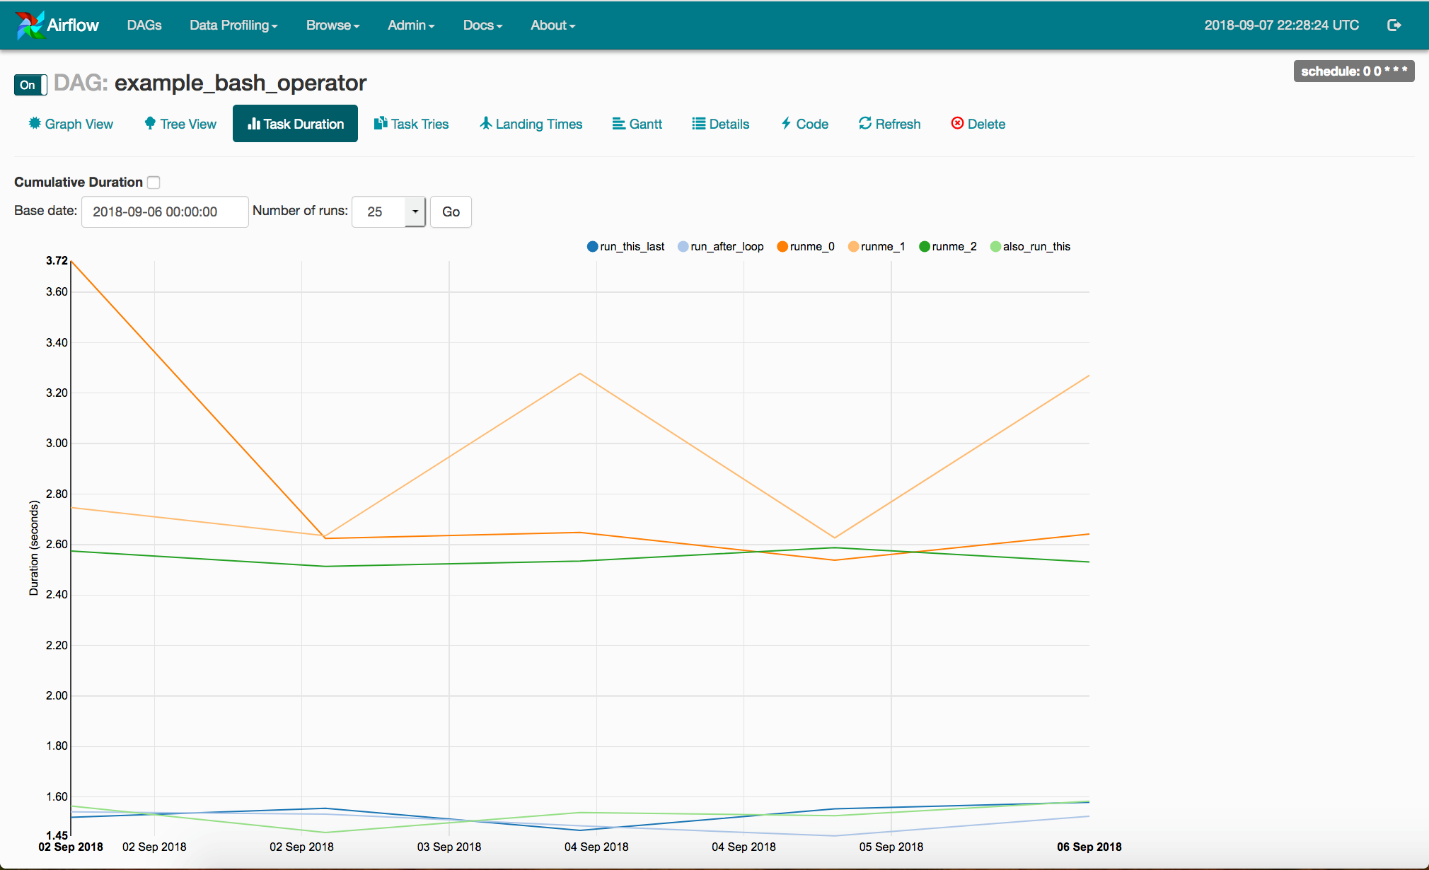 Airflow DAGs Data Profiling Browse Admin Docs About 2018-09-07 22:28:24 UTC
On DAG: example_bash_operator schedule: 0 0 * * *
Graph View Tree View Task Duration Task Tries Landing Times Gantt Details Code Refresh Delete
Cumulative Duration
Base date: 2018-09-06 00:00:00 Number of runs: 25 Go
run_this_last run_after_loop runme_0 runme_1 runme_2 also_run_this
3.72
3.60
3.40
3.20
3.00
2.80
2.60
2.40
2.20
2.00
1.80
1.60
1.45
Duration (seconds)
02 Sep 2018 02 Sep 2018 02 Sep 2018 03 Sep 2018 04 Sep 2018 04 Sep 2018 05 Sep 2018 06 Sep 2018